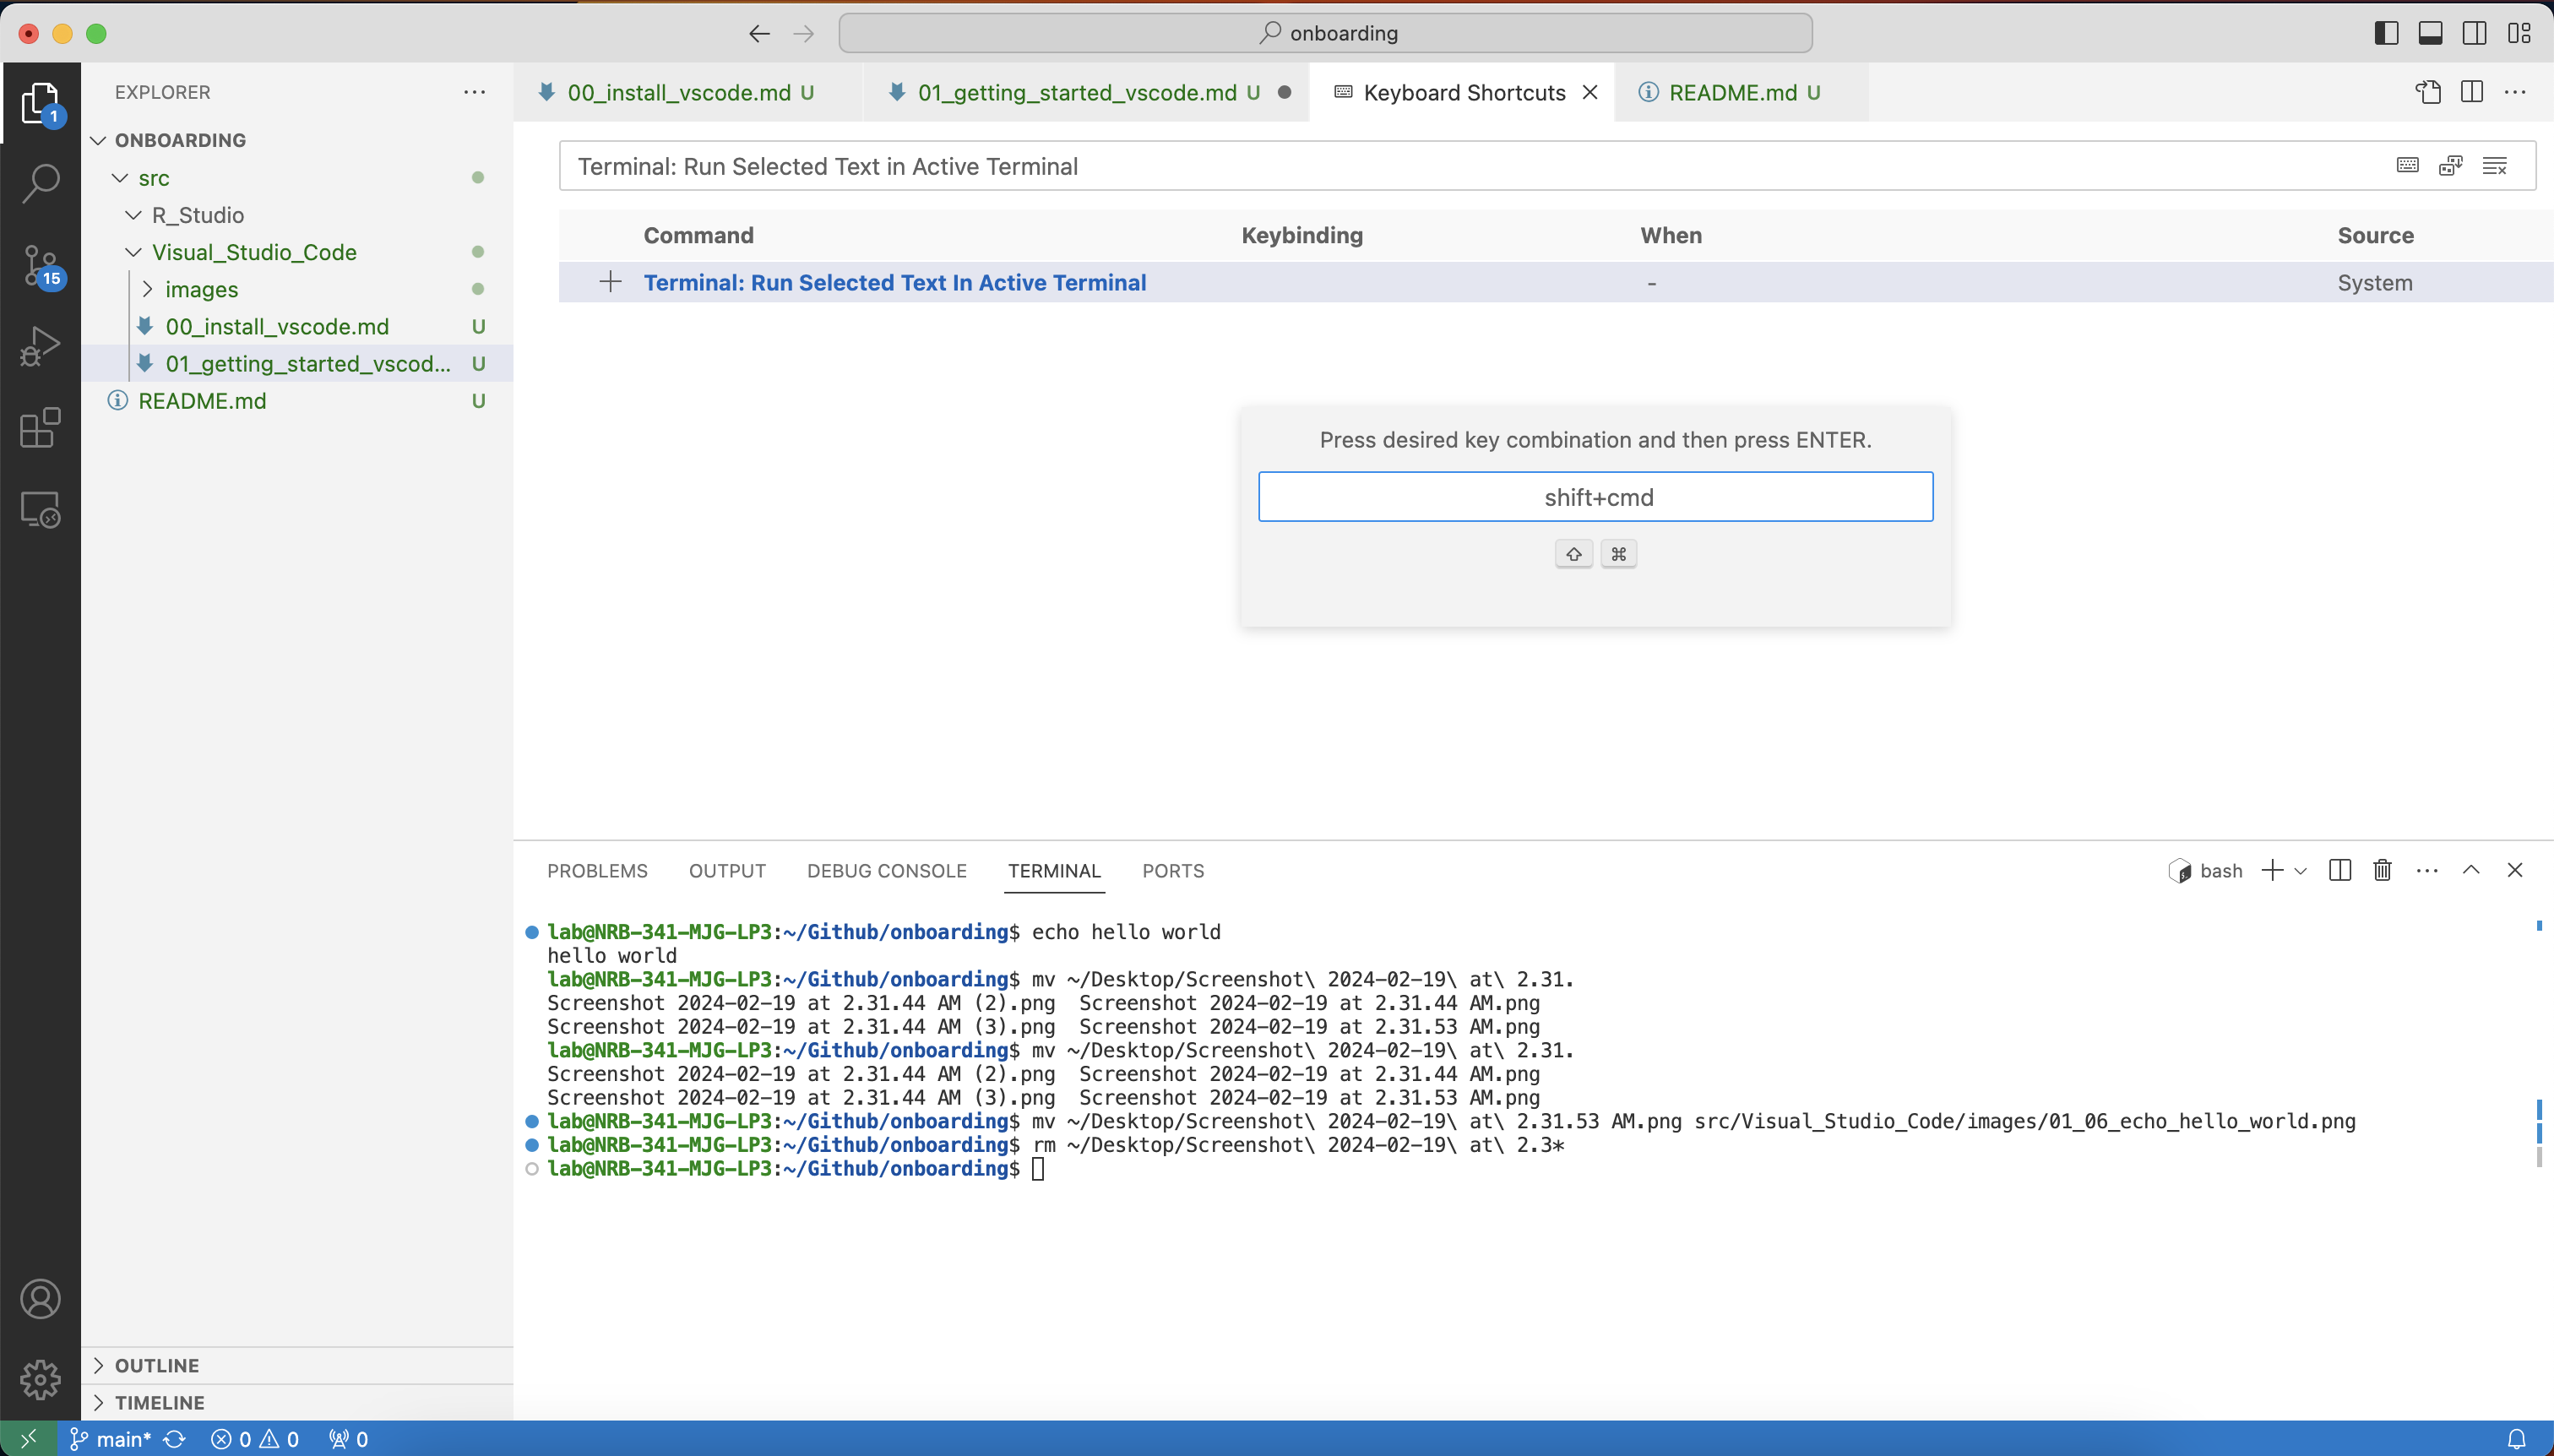 onboarding
EXPLORER
00_install_vscode.md U
01_getting_started_vscode.md U
Keyboard Shortcuts
README.md U
1
ONBOARDING
src
R_Studio
Visual_Studio_Code
15
images
00_install_vscode.md U
01_getting_started_vscod... U
README.md U
Terminal: Run Selected Text in Active Terminal
Command Keybinding When Source
Terminal: Run Selected Text In Active Terminal - System
Press desired key combination and then press ENTER.
shift+cmd
⇧ ⌘
PROBLEMS OUTPUT DEBUG CONSOLE TERMINAL PORTS
bash
lab@NRB-341-MJG-LP3:~/Github/onboarding$ echo hello world
hello world
lab@NRB-341-MJG-LP3:~/Github/onboarding$ mv ~/Desktop/Screenshot\ 2024-02-19\ at\ 2.31.
Screenshot 2024-02-19 at 2.31.44 AM (2).png  Screenshot 2024-02-19 at 2.31.44 AM.png
Screenshot 2024-02-19 at 2.31.44 AM (3).png  Screenshot 2024-02-19 at 2.31.53 AM.png
lab@NRB-341-MJG-LP3:~/Github/onboarding$ mv ~/Desktop/Screenshot\ 2024-02-19\ at\ 2.31.
Screenshot 2024-02-19 at 2.31.44 AM (2).png  Screenshot 2024-02-19 at 2.31.44 AM.png
Screenshot 2024-02-19 at 2.31.44 AM (3).png  Screenshot 2024-02-19 at 2.31.53 AM.png
lab@NRB-341-MJG-LP3:~/Github/onboarding$ mv ~/Desktop/Screenshot\ 2024-02-19\ at\ 2.31.53 AM.png src/Visual_Studio_Code/images/01_06_echo_hello_world.png
lab@NRB-341-MJG-LP3:~/Github/onboarding$ rm ~/Desktop/Screenshot\ 2024-02-19\ at\ 2.3*
lab@NRB-341-MJG-LP3:~/Github/onboarding$
OUTLINE
TIMELINE
main* 0 0 0